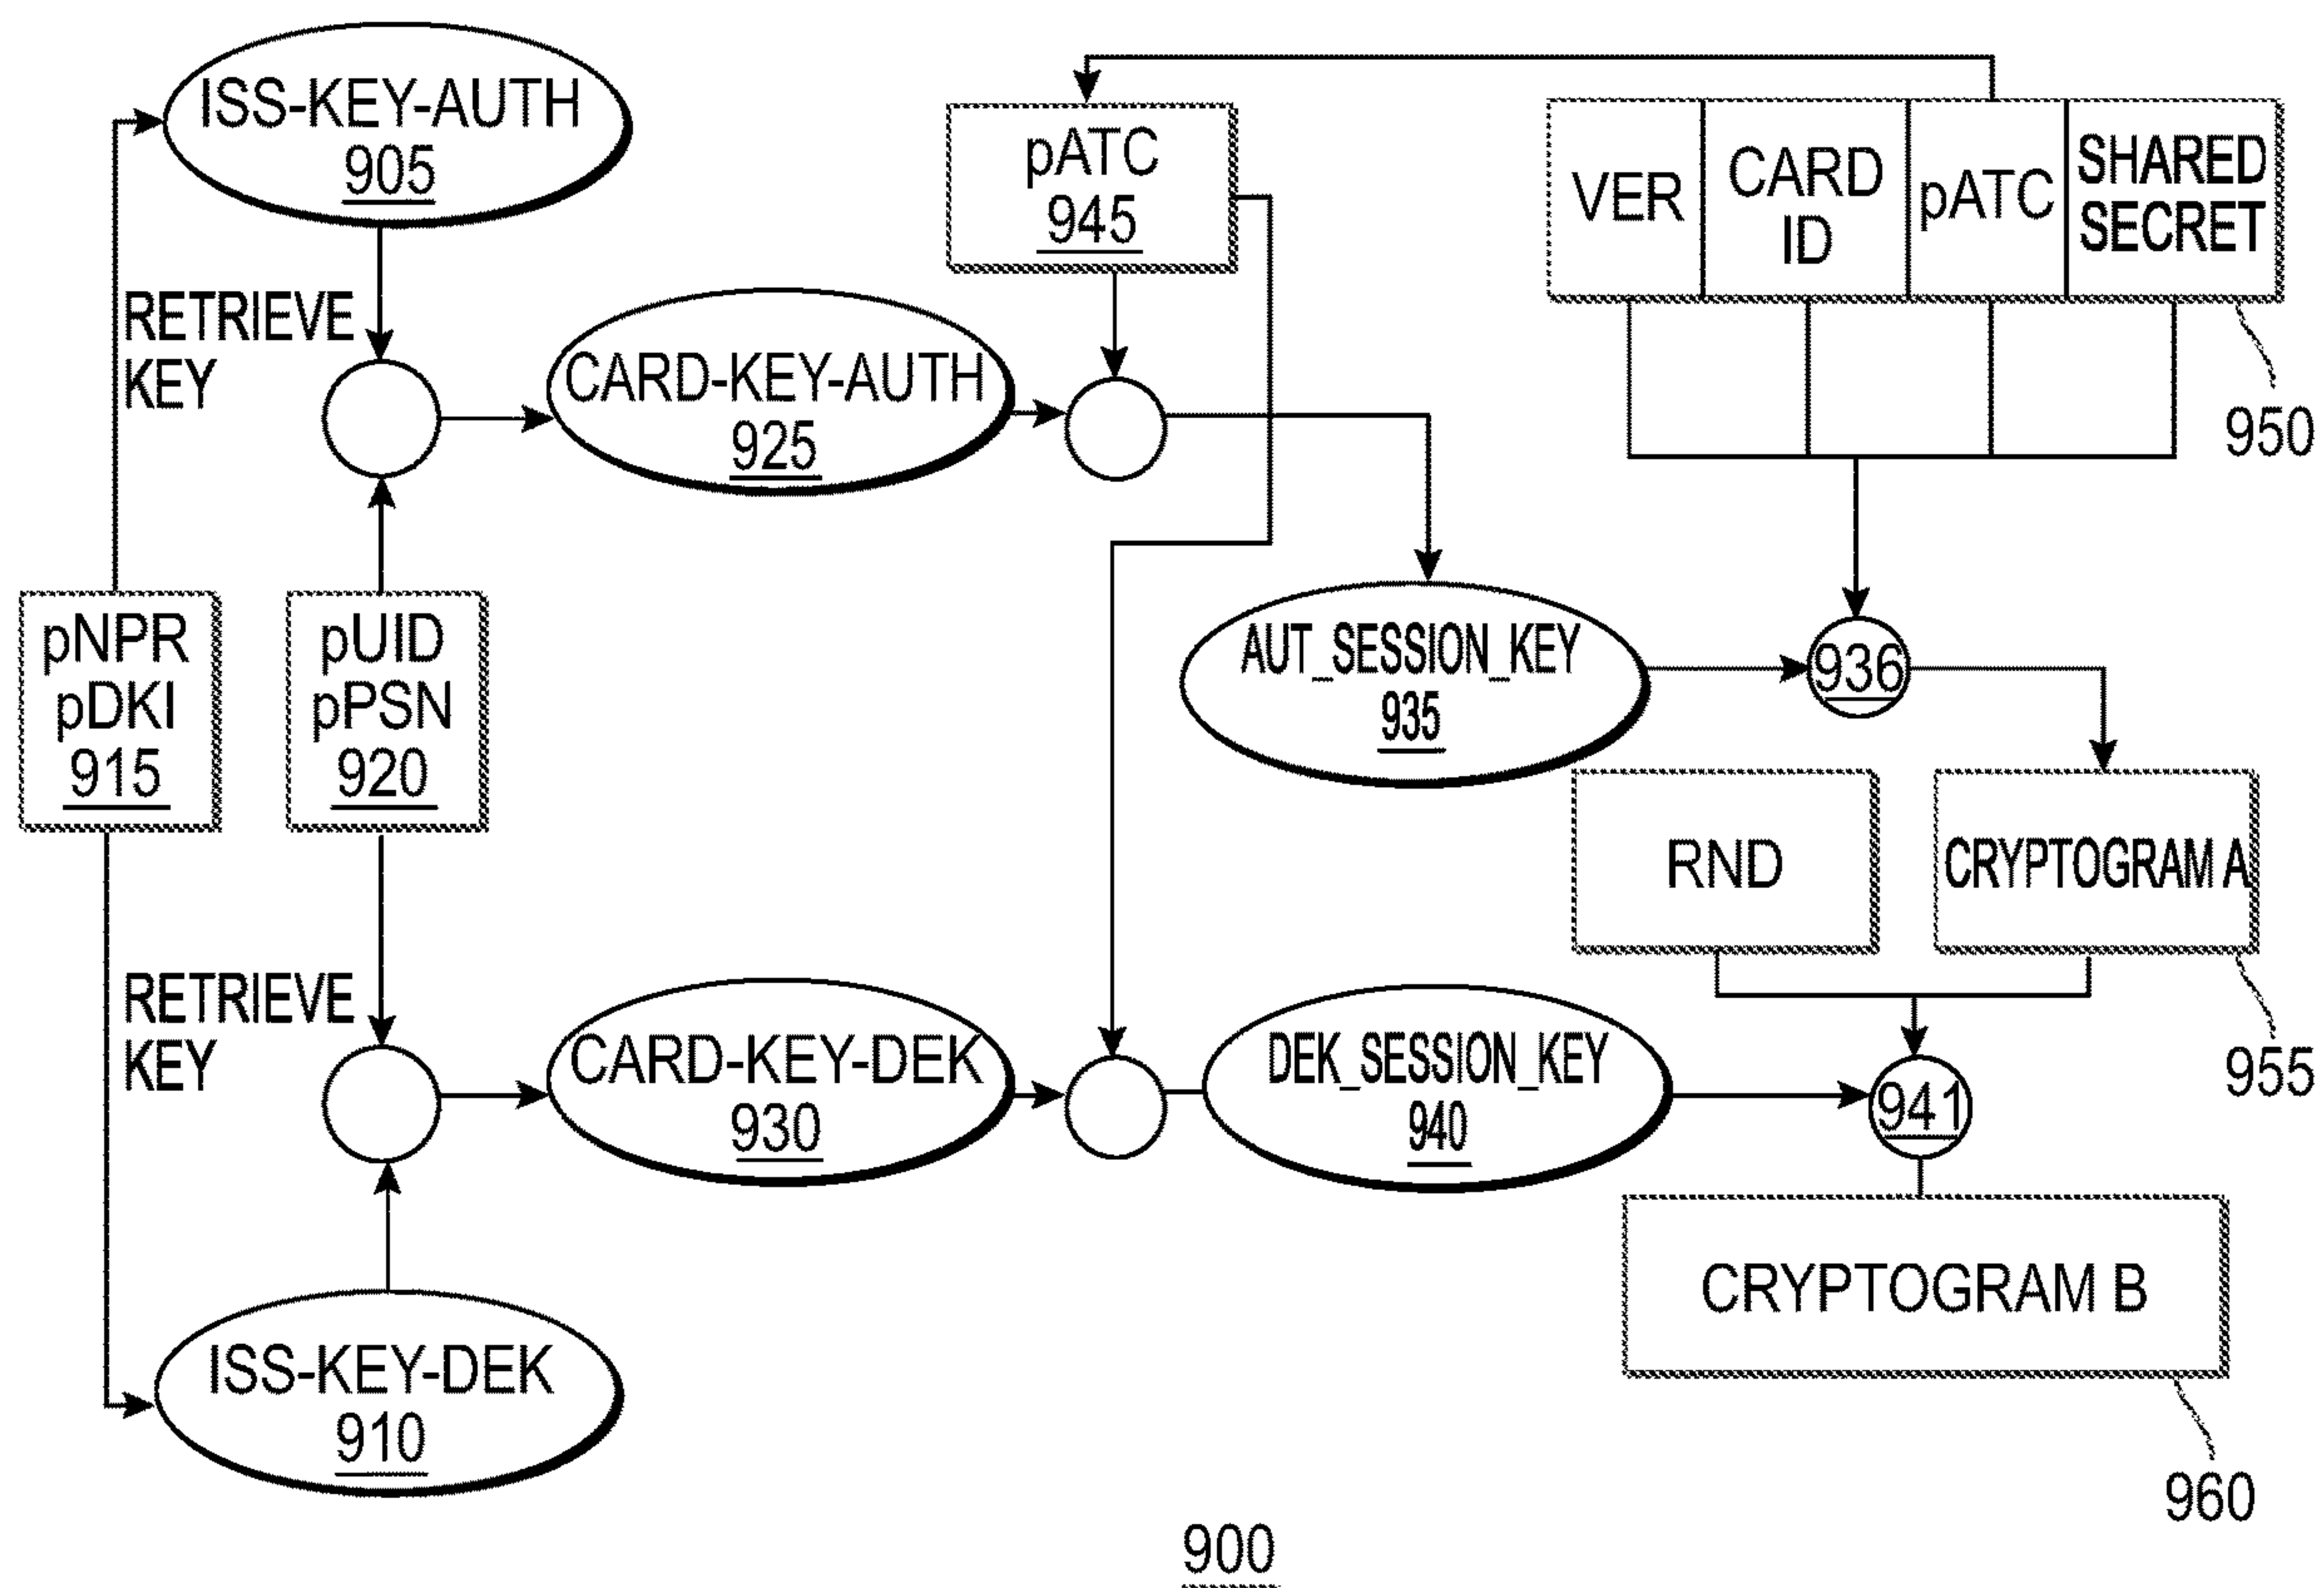 ISS-KEY-AUTH
905
pATC
945
VER
CARD
ID
pATC
SHARED
SECRET
950
RETRIEVE
KEY
CARD-KEY-AUTH
925
pNPR
pDKI
915
pUID
pPSN
920
AUT_SESSION_KEY
935
936
RND
CRYPTOGRAM A
955
RETRIEVE
KEY
CARD-KEY-DEK
930
DEK_SESSION_KEY
940
941
CRYPTOGRAM B
960
ISS-KEY-DEK
910
900